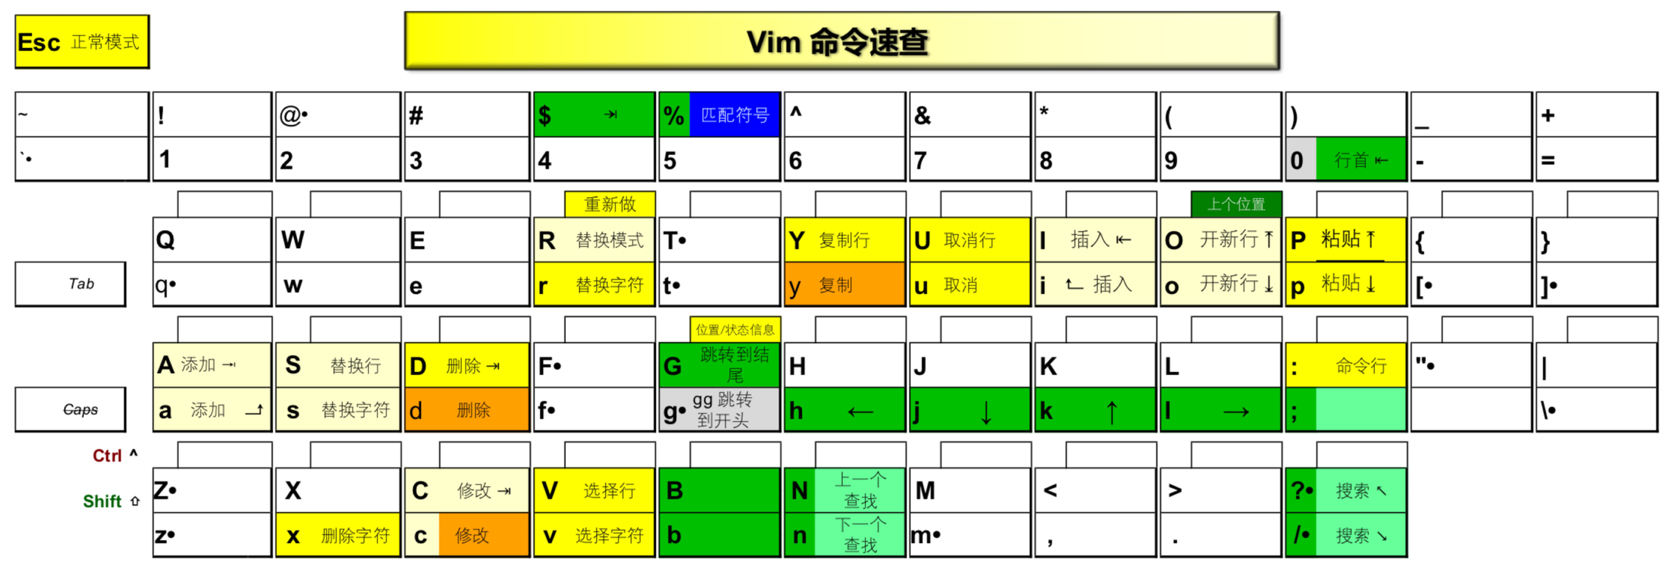 Esc 正常模式
Vim 命令速查
~ ! @• # $ ⇥ % 匹配符号 ^ & * ( ) _ +
`• 1 2 3 4 5 6 7 8 9 0 行首 ⇤ - =
重新做 上个位置
Q W E R 替换模式 T• Y 复制行 U 取消行 I 插入 ⇤ O 开新行 ⤒ P 粘贴 ⤒ { }
Tab q• w e r 替换字符 t• y 复制 u 取消 i 插入 o 开新行 ⤓ p 粘贴 ⤓ [• ]•
位置/状态信息
A 添加 ⇥ S 替换行 D 删除 ⇥ F• G 跳转到结
尾 H J K L : 命令行 "• |
Caps a 添加 s 替换字符 d 删除 f• g• gg 跳转
到开头 h ← j ↓ k ↑ l → ; \•
Ctrl ^
Shift ⇧
Z• X C 修改 ⇥ V 选择行 B N 上一个
查找 M < > ?• 搜索 ↖
z• x 删除字符 c 修改 v 选择字符 b n 下一个
查找 m• , . /• 搜索 ↘